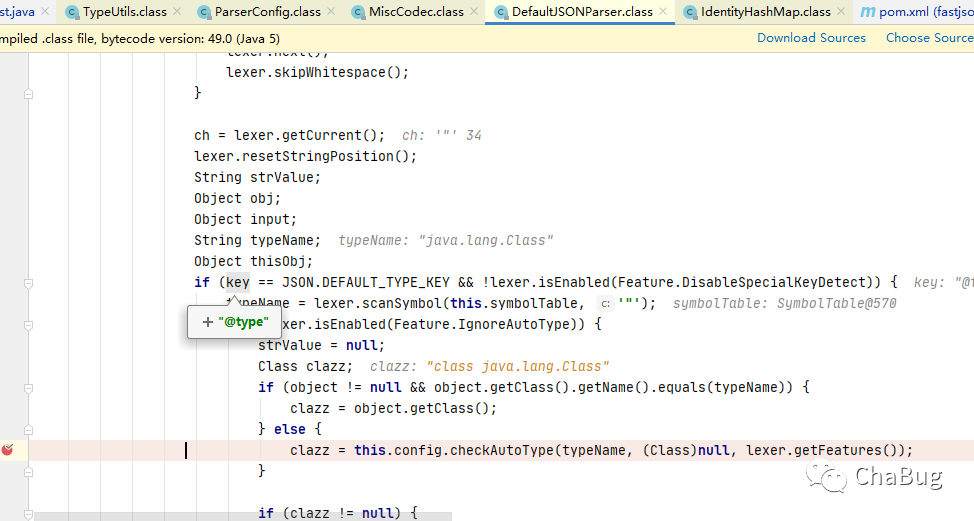 st.java × TypeUtils.class × ParserConfig.class × MiscCodec.class × DefaultJSONParser.class × IdentityHashMap.class × pom.xml (fastjso
mpiled .class file, bytecode version: 49.0 (Java 5) Download Sources Choose Source
lexer.next();
lexer.skipWhitespace();
}
ch = lexer.getCurrent(); ch: '"' 34
lexer.resetStringPosition();
String strValue;
Object obj;
Object input;
String typeName; typeName: "java.lang.Class"
Object thisObj;
if (key == JSON.DEFAULT_TYPE_KEY && !lexer.isEnabled(Feature.DisableSpecialKeyDetect)) { key: "@t
typeName = lexer.scanSymbol(this.symbolTable, c: '"'); symbolTable: SymbolTable@570
+ "@type"
lexer.isEnabled(Feature.IgnoreAutoType)) {
strValue = null;
Class clazz; clazz: "class java.lang.Class"
if (object != null && object.getClass().getName().equals(typeName)) {
clazz = object.getClass();
} else {
clazz = this.config.checkAutoType(typeName, (Class)null, lexer.getFeatures());
}
if (clazz != null) {
ChaBug